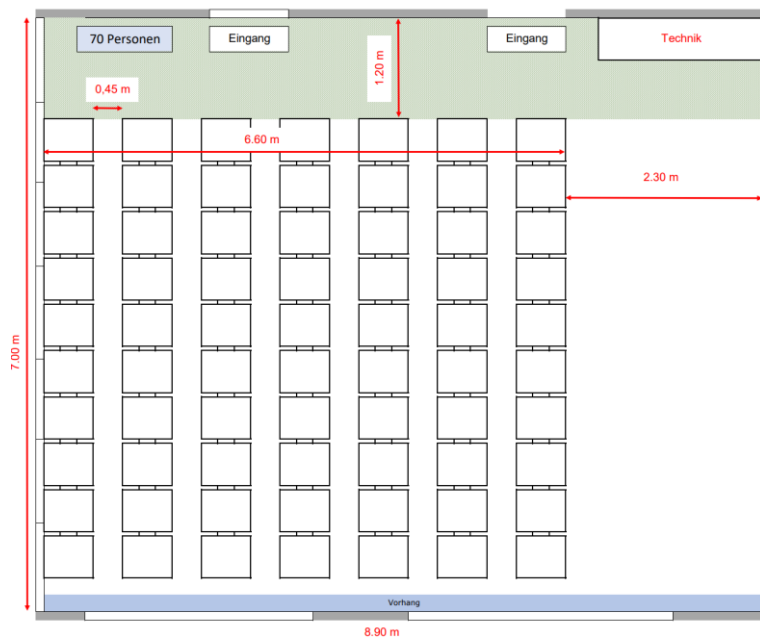 70 Personen
Eingang
Eingang
Technik
1.20 m
0,45 m
6.60 m
2.30 m
7.00 m
Vorhang
8.90 m